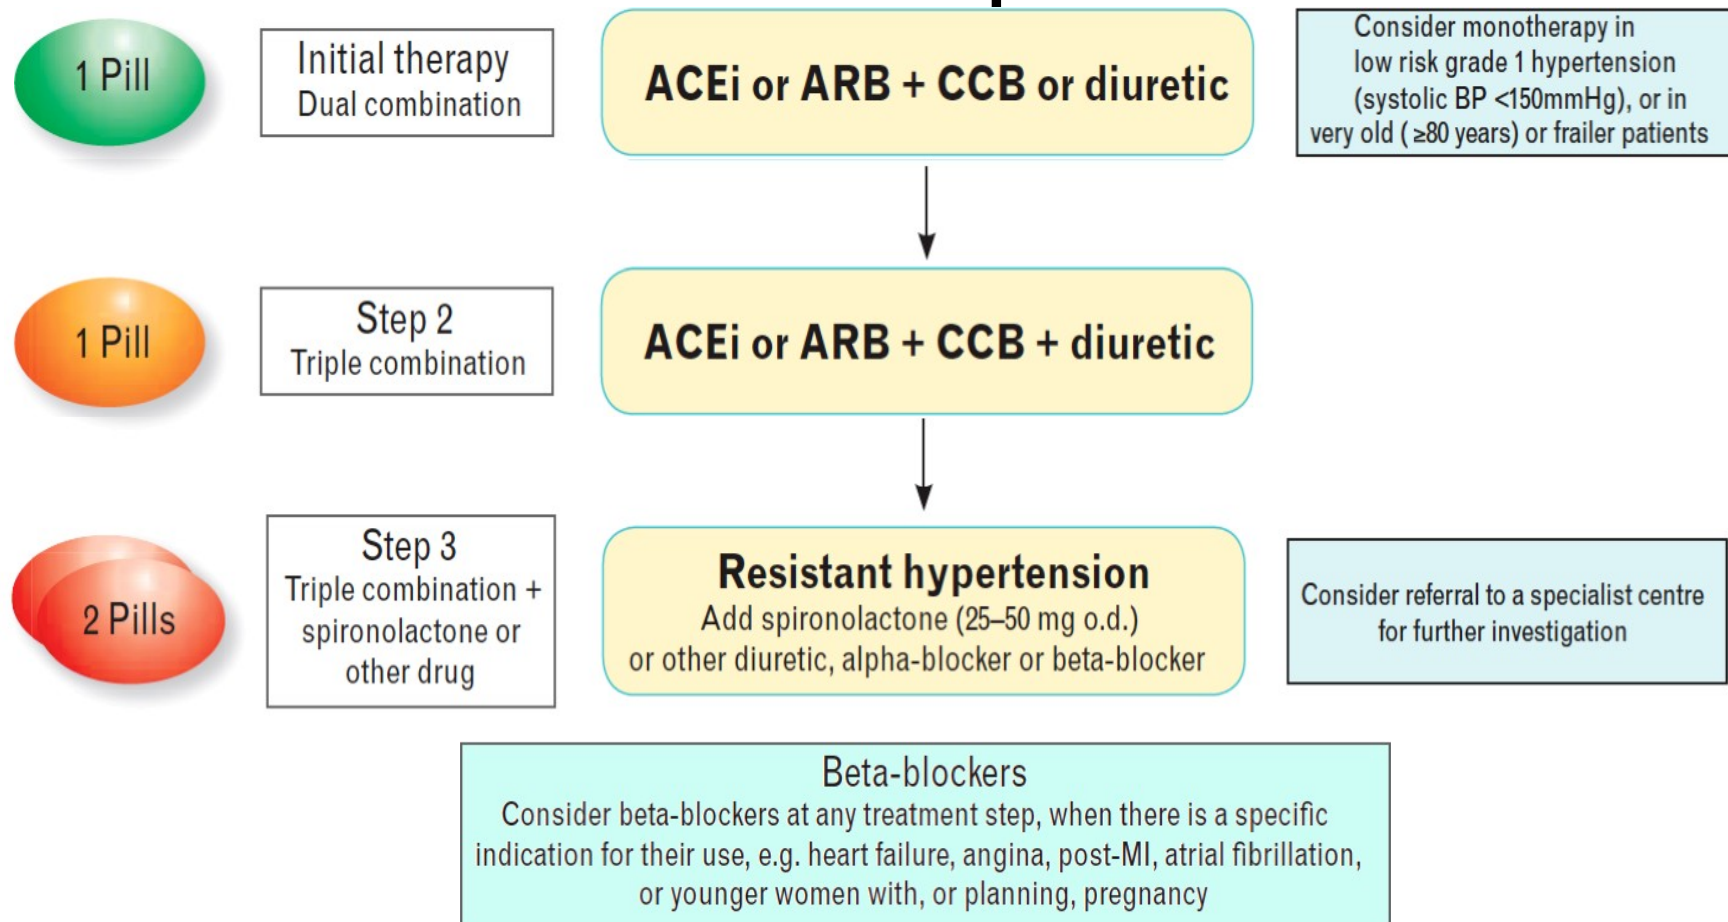 1 Pill
Initial therapy
Dual combination
ACEi or ARB + CCB or diuretic
Consider monotherapy in
low risk grade 1 hypertension
(systolic BP <150mmHg), or in
very old ( ≥80 years) or frailer patients
1 Pill
Step 2
Triple combination
ACEi or ARB + CCB + diuretic
2 Pills
Step 3
Triple combination +
spironolactone or
other drug
Resistant hypertension
Add spironolactone (25–50 mg o.d.)
or other diuretic, alpha-blocker or beta-blocker
Consider referral to a specialist centre
for further investigation
Beta-blockers
Consider beta-blockers at any treatment step, when there is a specific
indication for their use, e.g. heart failure, angina, post-MI, atrial fibrillation,
or younger women with, or planning, pregnancy